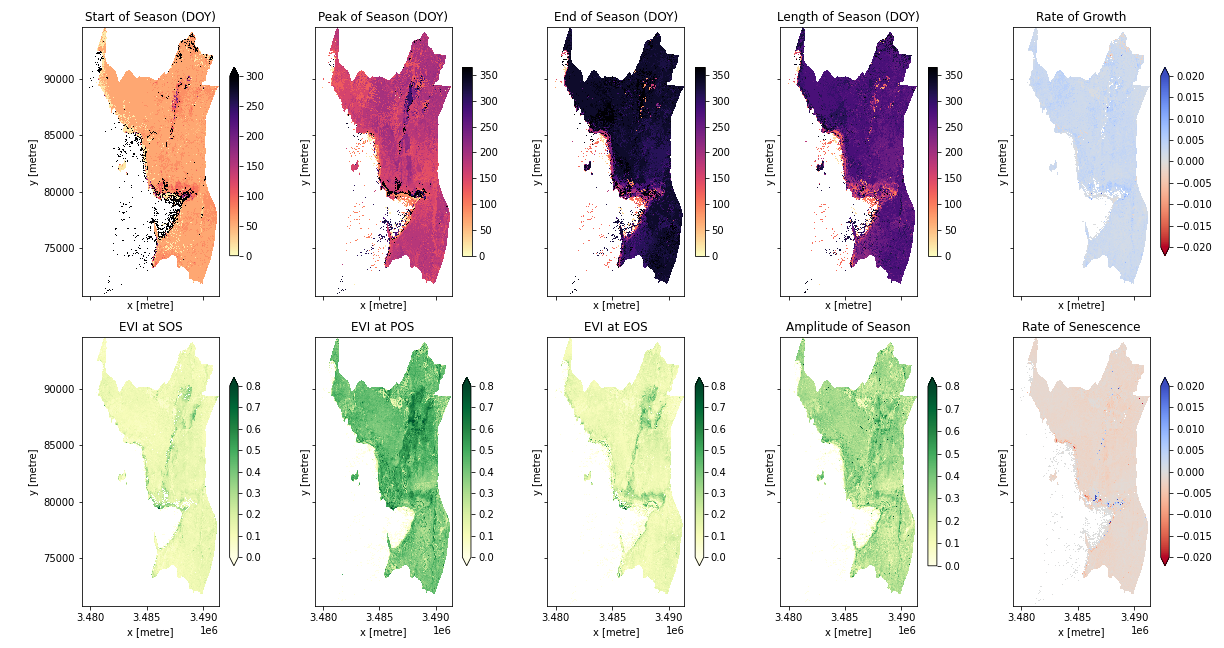 Start of Season (DOY)
Peak of Season (DOY)
End of Season (DOY)
Length of Season (DOY)
Rate of Growth
90000
85000
80000
75000
y [metre]
x [metre]
300
250
200
150
100
50
0
y [metre]
x [metre]
350
300
250
200
150
100
50
0
y [metre]
x [metre]
350
300
250
200
150
100
50
0
y [metre]
x [metre]
350
300
250
200
150
100
50
0
y [metre]
x [metre]
0.020
0.015
0.010
0.005
0.000
−0.005
−0.010
−0.015
−0.020
EVI at SOS
EVI at POS
EVI at EOS
Amplitude of Season
Rate of Senescence
90000
85000
80000
75000
y [metre]
3.480 3.485 3.490
1e6
x [metre]
0.8
0.7
0.6
0.5
0.4
0.3
0.2
0.1
0.0
y [metre]
3.480 3.485 3.490
1e6
x [metre]
0.8
0.7
0.6
0.5
0.4
0.3
0.2
0.1
0.0
y [metre]
3.480 3.485 3.490
1e6
x [metre]
0.8
0.7
0.6
0.5
0.4
0.3
0.2
0.1
0.0
y [metre]
3.480 3.485 3.490
1e6
x [metre]
0.8
0.7
0.6
0.5
0.4
0.3
0.2
0.1
0.0
y [metre]
3.480 3.485 3.490
1e6
x [metre]
0.020
0.015
0.010
0.005
0.000
−0.005
−0.010
−0.015
−0.020